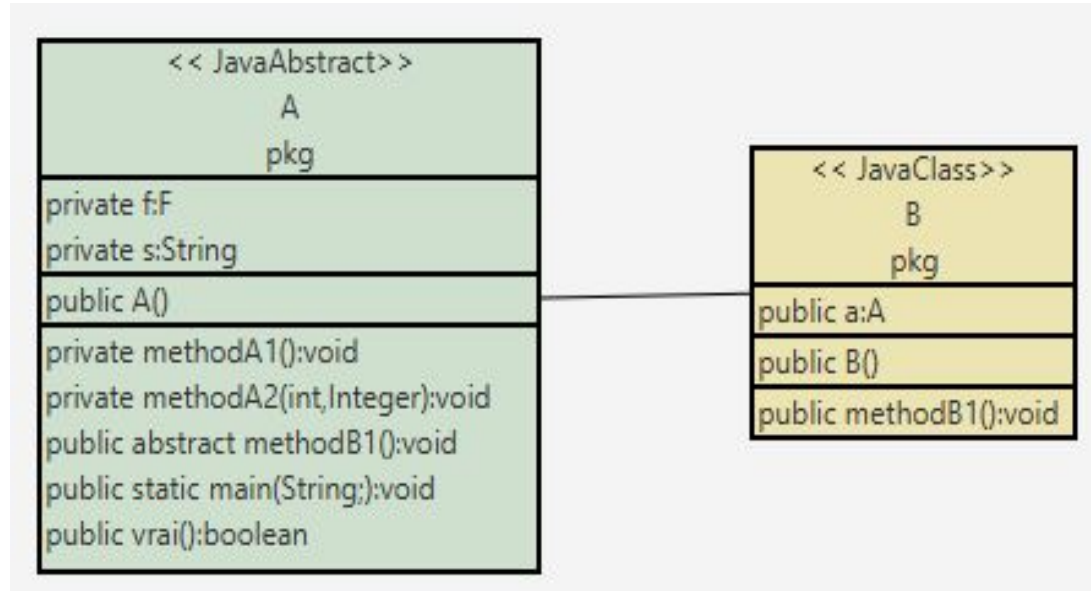 << JavaAbstract>>
A
pkg
private f:F
private s:String
public A()
private methodA1():void
private methodA2(int,Integer):void
public abstract methodB1():void
public static main(String;):void
public vrai():boolean
<< JavaClass>>
B
pkg
public a:A
public B()
public methodB1():void